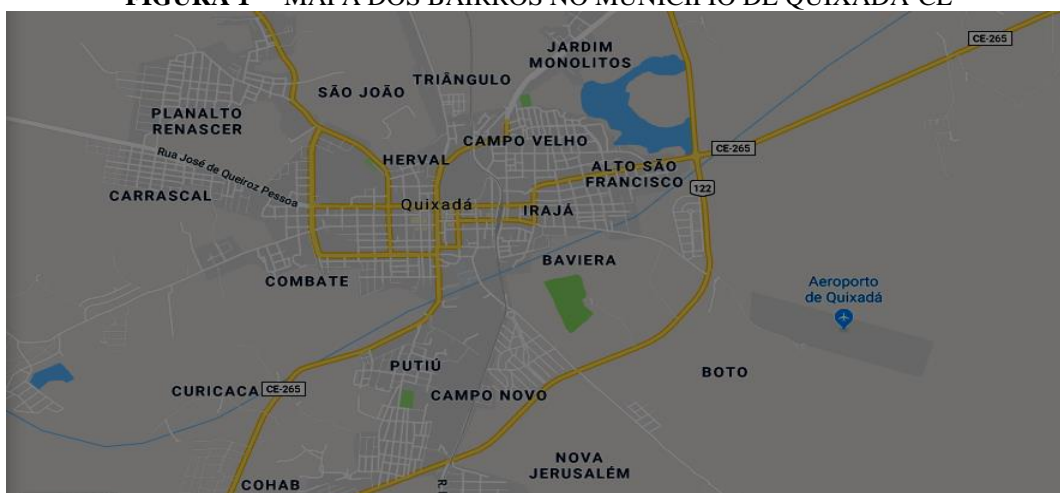 FIGURA 1 – MAPA DOS BAIRROS NO MUNICÍPIO DE QUIXADÁ-CE
JARDIM
MONOLITOS
CE-265
TRIÂNGULO
SÃO JOÃO
PLANALTO
RENASCER
CAMPO VELHO
CE-265
HERVAL
Rua José de Queiroz Pessoa
ALTO SÃO
FRANCISCO
122
CARRASCAL
Quixadá
IRAJÁ
BAVIERA
COMBATE
Aeroporto
de Quixadá
PUTIÚ
BOTO
CURICACA
CE-265
CAMPO NOVO
NOVA
JERUSALÉM
COHAB